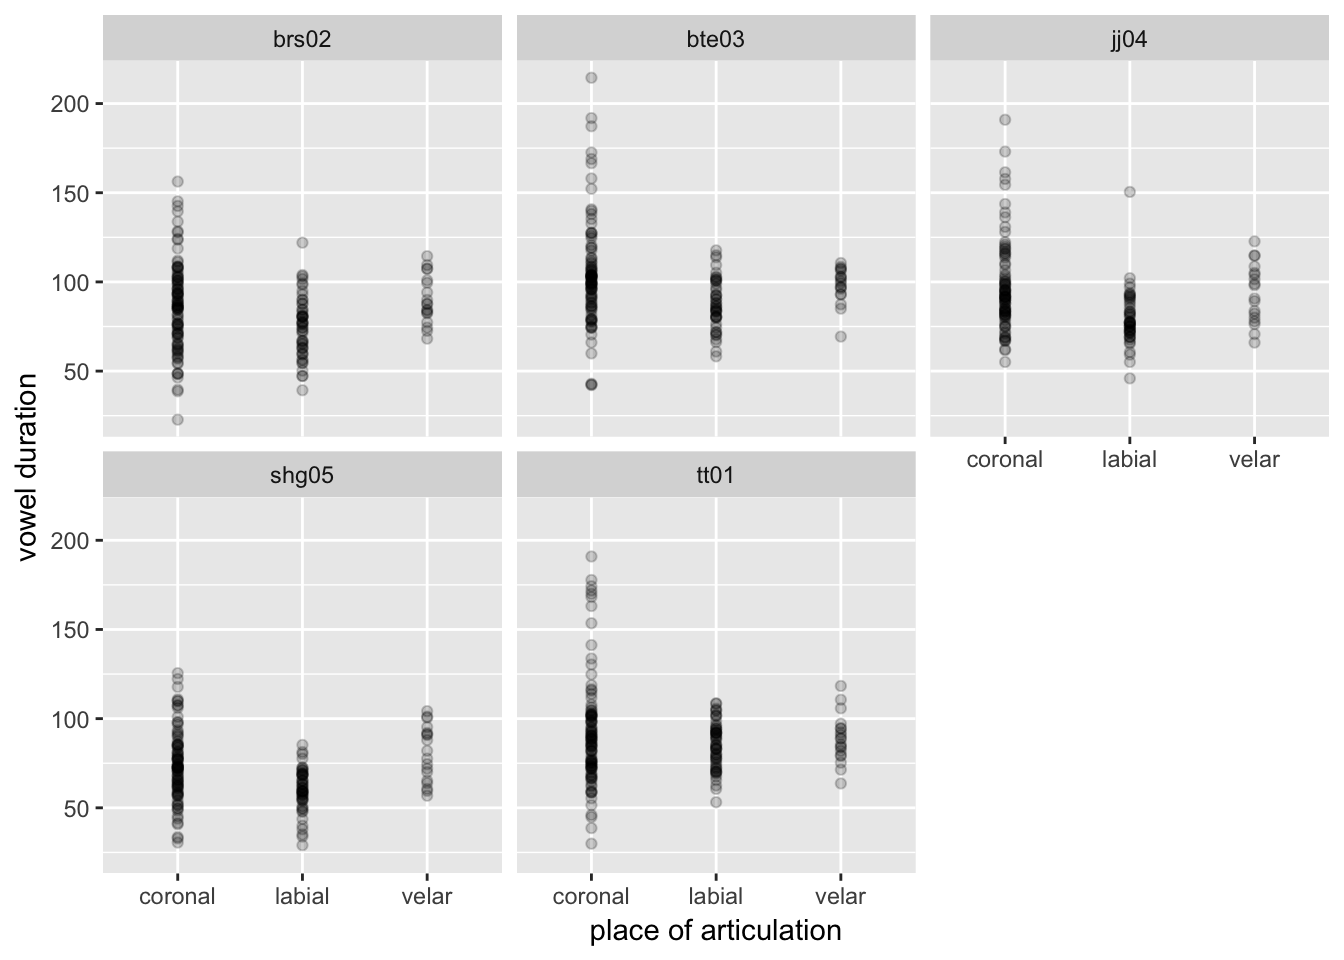 brs02
bte03
jj04
200
150
100
50
coronal
labial
velar
vowel duration
shg05
tt01
200
150
100
50
coronal
labial
velar
coronal
labial
velar
place of articulation